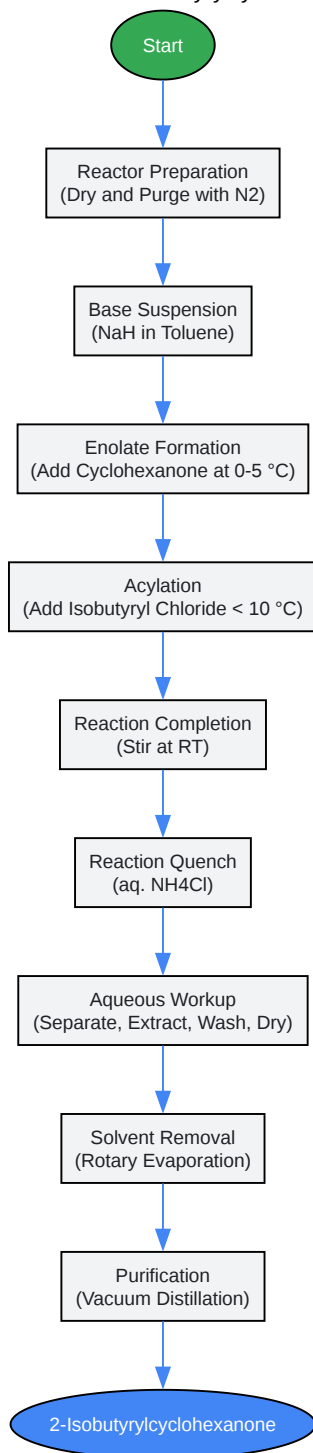 Start
Reactor Preparation
(Dry and Purge with N2)
Base Suspension
(NaH in Toluene)
Enolate Formation
(Add Cyclohexanone at 0-5 °C)
Acylation
(Add Isobutyryl Chloride < 10 °C)
Reaction Completion
(Stir at RT)
Reaction Quench
(aq. NH4Cl)
Aqueous Workup
(Separate, Extract, Wash, Dry)
Solvent Removal
(Rotary Evaporation)
Purification
(Vacuum Distillation)
2-Isobutyrylcyclohexanone